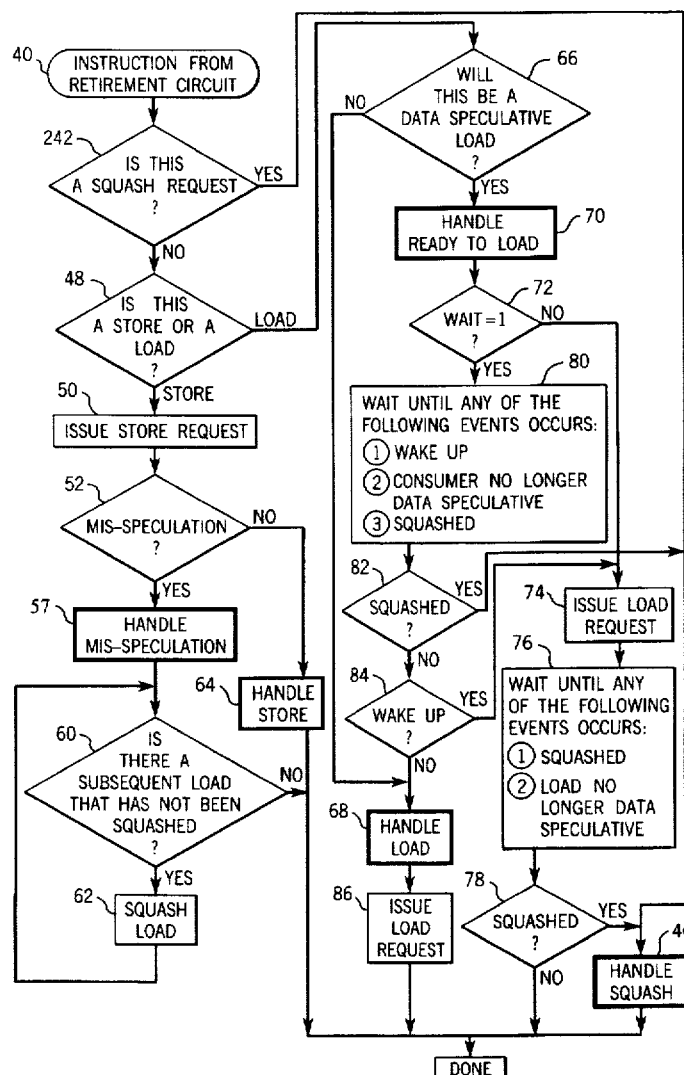 40
INSTRUCTION FROM
RETIREMENT CIRCUIT
242
IS THIS
A SQUASH REQUEST
?
YES
NO
48
IS THIS
A STORE OR A
LOAD
?
LOAD
STORE
50
ISSUE STORE REQUEST
52
MIS-SPECULATION
?
NO
YES
57
HANDLE
MIS-SPECULATION
64
HANDLE
STORE
60
IS
THERE A
SUBSEQUENT LOAD
THAT HAS NOT BEEN
SQUASHED
?
NO
YES
62
SQUASH
LOAD
66
WILL
THIS BE A
DATA SPECULATIVE
LOAD
?
NO
YES
HANDLE
READY TO LOAD
70
72
WAIT=1
?
NO
YES
80
WAIT UNTIL ANY OF THE
FOLLOWING EVENTS OCCURS:
1 WAKE UP
2 CONSUMER NO LONGER
DATA SPECULATIVE
3 SQUASHED
82
SQUASHED
?
YES
NO
84
WAKE UP
?
YES
NO
68
HANDLE
LOAD
86
ISSUE
LOAD
REQUEST
74
ISSUE LOAD
REQUEST
76
WAIT UNTIL ANY
OF THE FOLLOWING
EVENTS OCCURS:
1 SQUASHED
2 LOAD NO
LONGER DATA
SPECULATIVE
78
SQUASHED
?
YES
NO
HANDLE
SQUASH
DONE